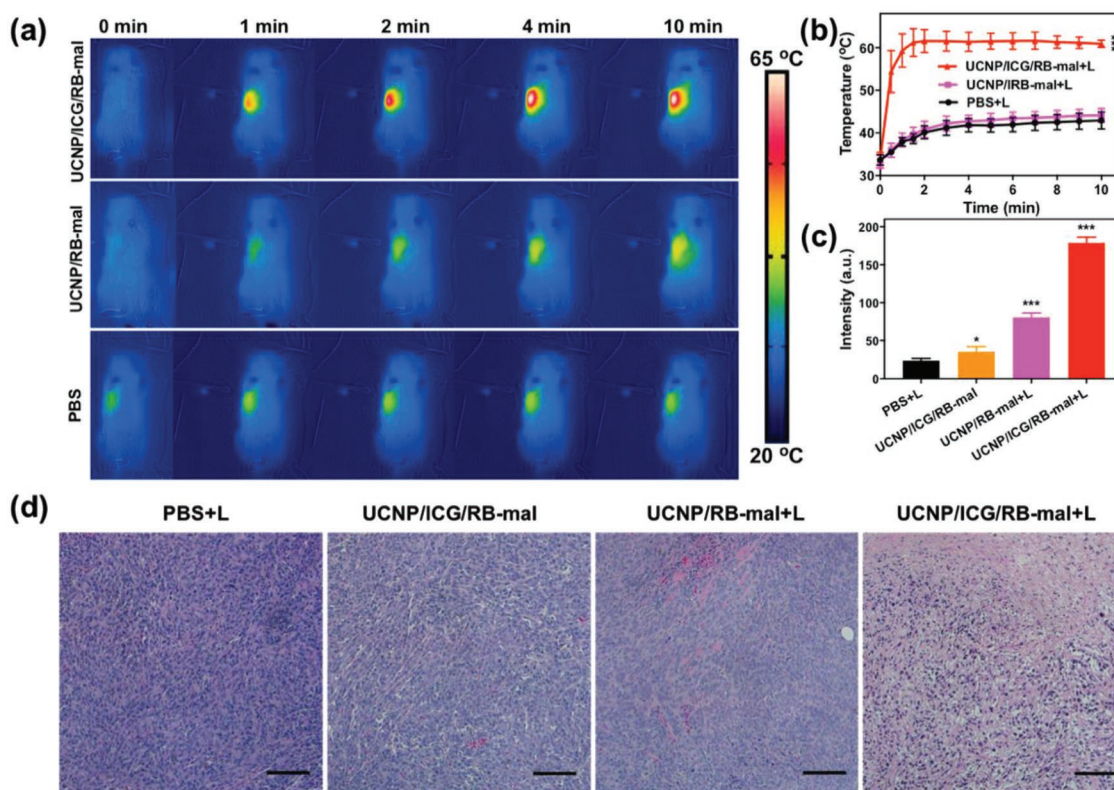 (a)
0 min 1 min 2 min 4 min 10 min
UCNP/ICG/RB-mal
UCNP/RB-mal
PBS
65 °C
20 °C
(b)
Temperature (°C)
60
50
40
30
UCNP/ICG/RB-mal+L
UCNP/IRB-mal+L
PBS+L
***
0 2 4 6 8 10
Time (min)
(c)
Intensity (a.u.)
200
150
100
50
0
*
***
***
PBS+L
UCNP/ICG/RB-mal
UCNP/RB-mal+L
UCNP/ICG/RB-mal+L
(d)
PBS+L UCNP/ICG/RB-mal UCNP/RB-mal+L UCNP/ICG/RB-mal+L